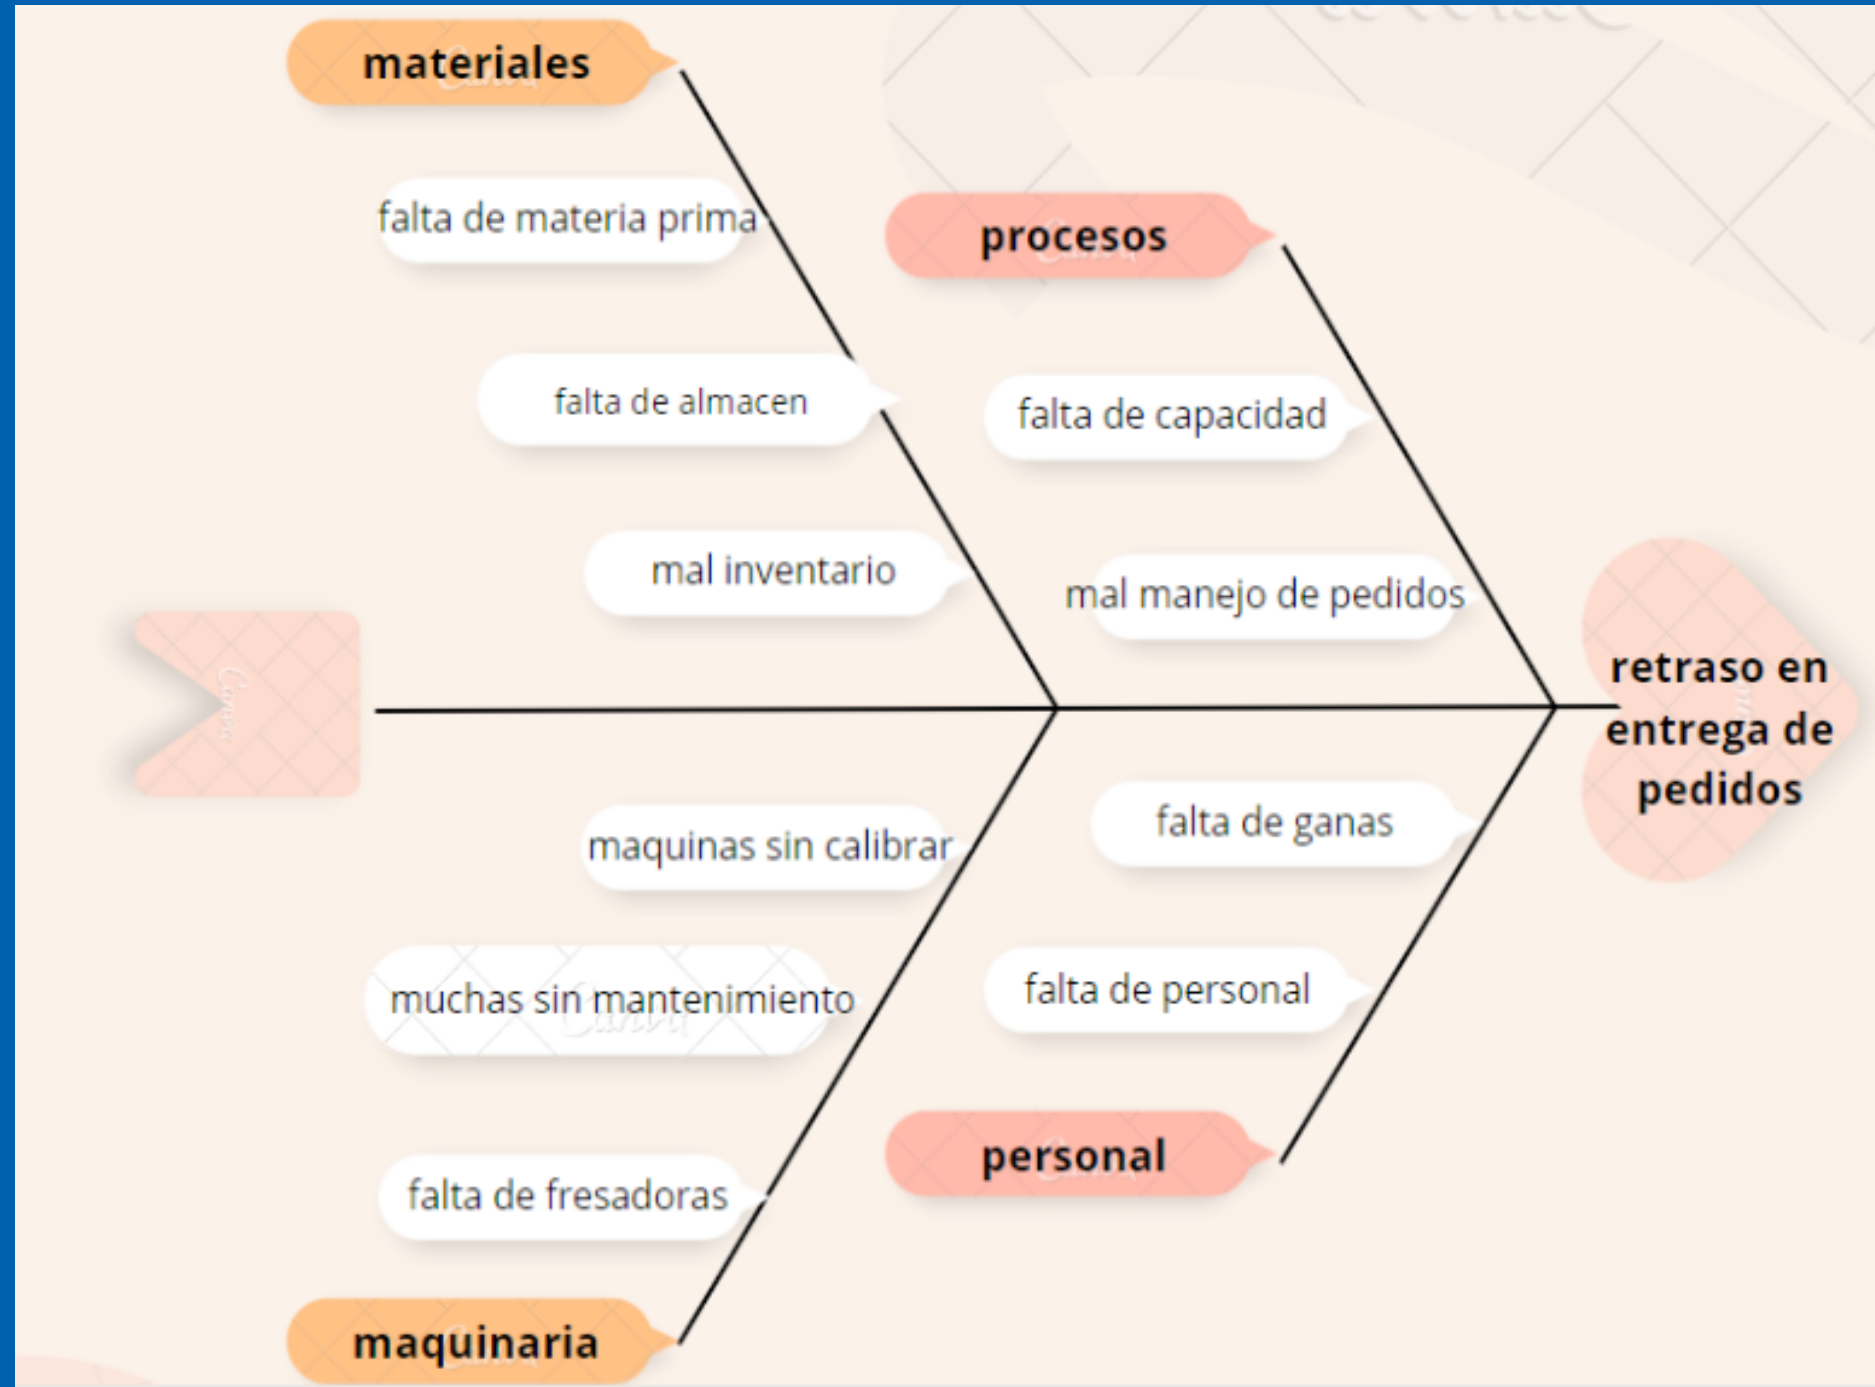 materiales
falta de materia prima
falta de almacen
mal inventario
procesos
falta de capacidad
mal manejo de pedidos
retraso en
entrega de
pedidos
maquinas sin calibrar
muchas sin mantenimiento
falta de fresadoras
maquinaria
falta de ganas
falta de personal
personal
Canva